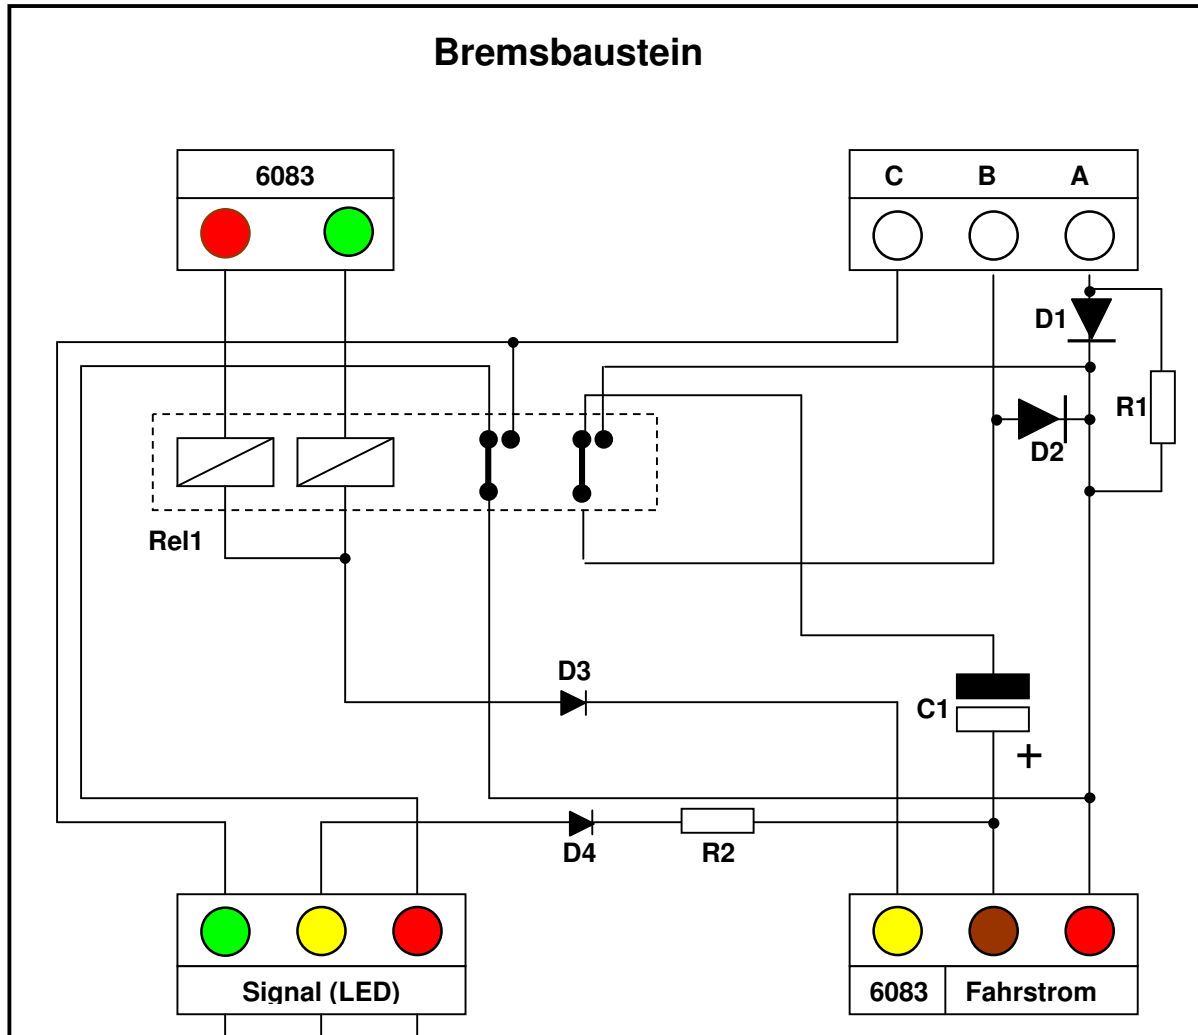 Bremsbaustein
6083
C B A
D1
R1
D2
Rel1
D3
C1
+
D4 R2
Signal (LED)
6083 Fahrstrom